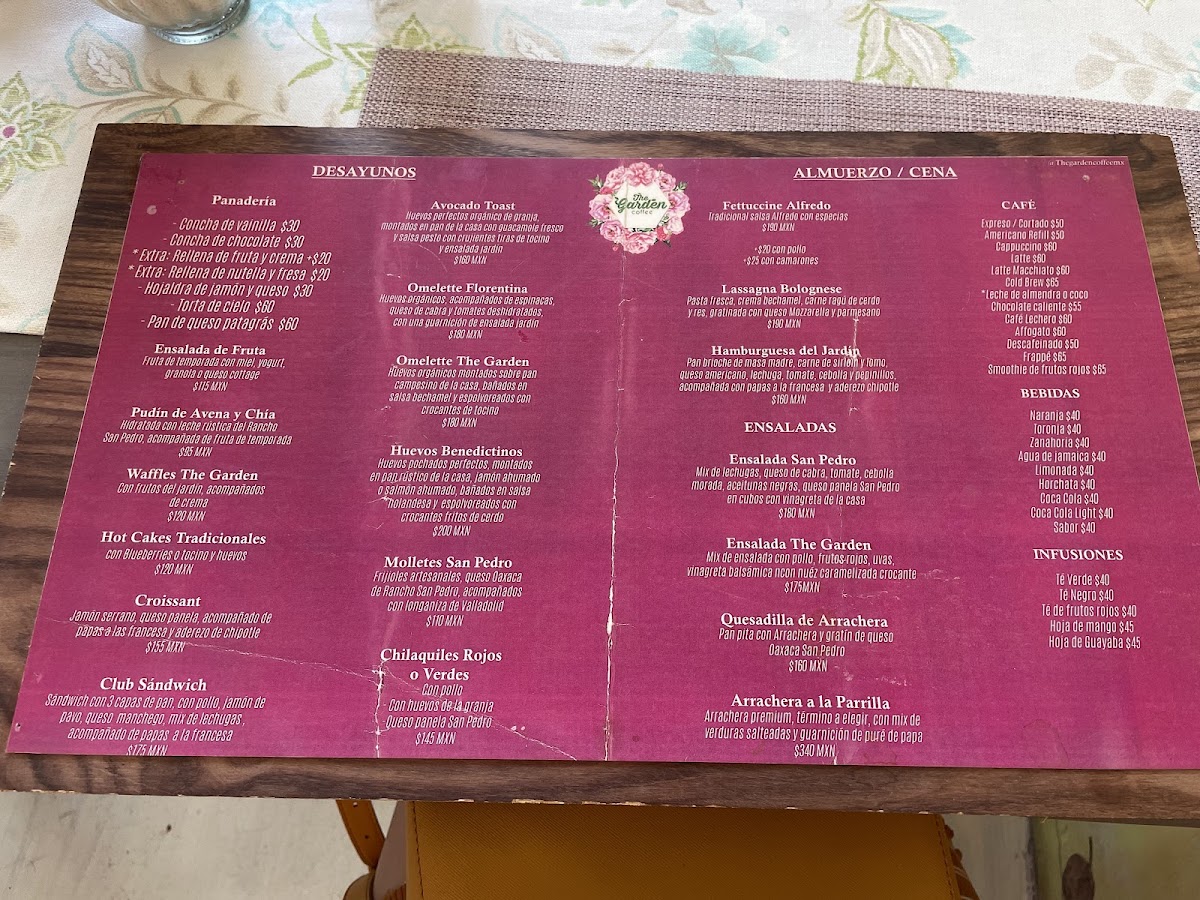 @Thegardencoffeemx
The
Garden
coffee
DESAYUNOS
Panadería
- Concha de vainilla $30
- Concha de chocolate $30
* Extra: Rellena de fruta y crema +$20
* Extra: Rellena de nutella y fresa $20
- Hojaldra de jamón y queso $30
- Torta de cielo $60
- Pan de queso patagrás $60
Ensalada de Fruta
Fruta de temporada con miel, yogurt,
granola o queso cottage
$115 MXN
Pudín de Avena y Chía
Hidratada con leche rústica del Rancho
San Pedro, acompañada de fruta de temporada
$95 MXN
Waffles The Garden
Con frutos del jardín, acompañados
de crema
$120 MXN
Hot Cakes Tradicionales
con Blueberries o tocino y huevos
$120 MXN
Croissant
Jamón serrano, queso panela, acompañado de
papas a las francesa y aderezo de chipotle
$155 MXN
Club Sándwich
Sándwich con 3 capas de pan, con pollo, jamón de
pavo, queso manchego, mix de lechugas,
acompañado de papas a la francesa
$175 MXN
Avocado Toast
Huevos perfectos orgánico de granja,
montados en pan de la casa con guacamole fresco
y salsa pesto con crujientes tiras de tocino
y ensalada jardín
$160 MXN
Omelette Florentina
Huevos orgánicos, acompañados de espinacas,
queso de cabra y tomates deshidratados,
con una guarnición de ensalada jardín
$180 MXN
Omelette The Garden
Huevos orgánicos montados sobre pan
campesino de la casa, bañados en
salsa bechamel y espolvoreados con
crocantes de tocino
$180 MXN
Huevos Benedictinos
Huevos pochados perfectos, montados
en pan rústico de la casa, jamón ahumado
o salmón ahumado, bañados en salsa
holandesa y espolvoreados con
crocantes fritos de cerdo
$200 MXN
Molletes San Pedro
Frijoles artesanales, queso Oaxaca
de Rancho San Pedro, acompañados
con longaniza de Valladolid
$110 MXN
Chilaquiles Rojos
o Verdes
Con pollo
Con huevos de la granja
Queso panela San Pedro
$145 MXN
ALMUERZO / CENA
Fettuccine Alfredo
Tradicional salsa Alfredo con especias
$190 MXN
+$20 con pollo
+$25 con camarones
Lassagna Bolognese
Pasta fresca, crema bechamel, carne ragú de cerdo
y res, gratinada con queso Mozzarella y parmesano
$190 MXN
Hamburguesa del Jardín
Pan brioche de masa madre, carne de sirloin y lomo,
queso americano, lechuga, tomate, cebolla y pepinillos,
acompañada con papas a la francesa y aderezo chipotle
$160 MXN
ENSALADAS
Ensalada San Pedro
Mix de lechugas, queso de cabra, tomate, cebolla
morada, aceitunas negras, queso panela San Pedro
en cubos con vinagreta de la casa
$180 MXN
Ensalada The Garden
Mix de ensalada con pollo, frutos rojos, uvas,
vinagreta balsámica ncon nuéz caramelizada crocante
$175MXN
Quesadilla de Arrachera
Pan pita con Arrachera y gratín de queso
Oaxaca San Pedro
$160 MXN
Arrachera a la Parrilla
Arrachera premium, término a elegir, con mix de
verduras salteadas y guarnición de puré de papa
$340 MXN
CAFÉ
Expreso / Cortado $50
Americano Refill $50
Cappuccino $60
Latte $60
Latte Macchiato $60
Cold Brew $65
*Leche de almendra o coco
Chocolate caliente $55
Café Lechero $60
Affogato $60
Descafeinado $50
Frappé $65
Smoothie de frutos rojos $65
BEBIDAS
Naranja $40
Toronja $40
Zanahoria $40
Agua de jamaica $40
Limonada $40
Horchata $40
Coca Cola $40
Coca Cola Light $40
Sabor $40
INFUSIONES
Té Verde $40
Té Negro $40
Té de frutos rojos $40
Hoja de mango $45
Hoja de Guayaba $45